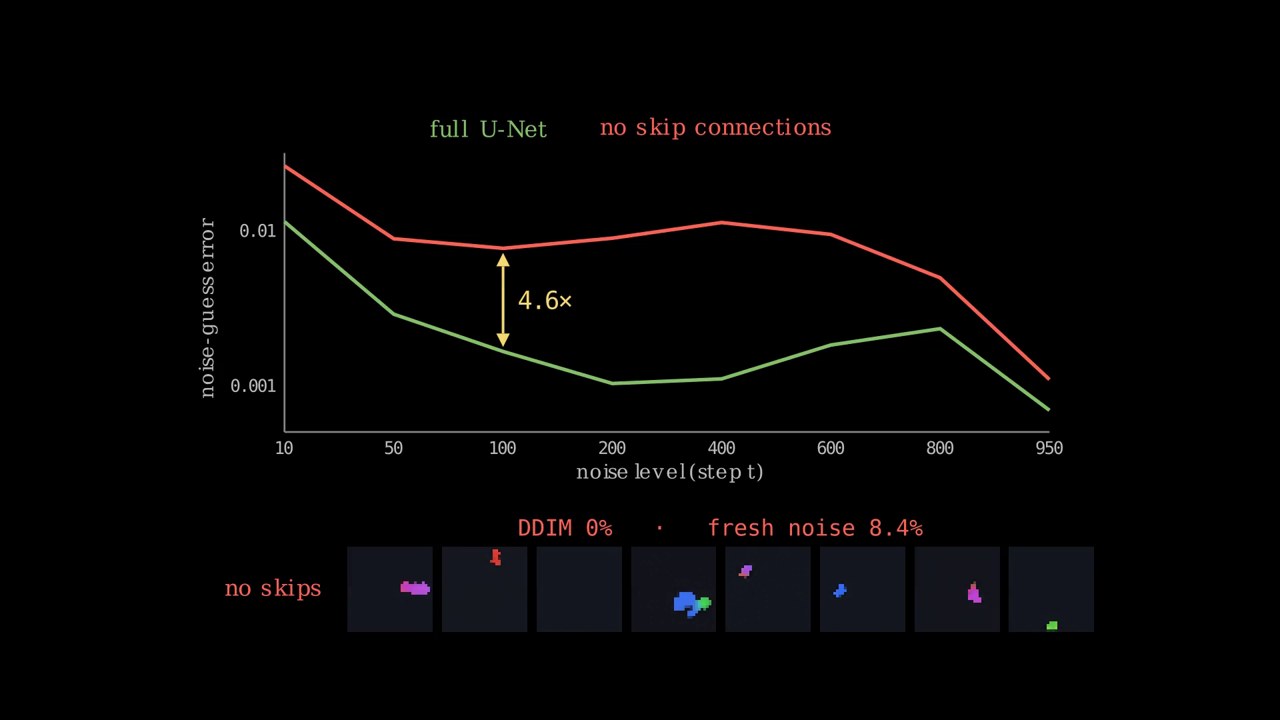 full U-Net no skip connections
noise-guess error
0.01
4.6×
0.001
10 50 100 200 400 600 800 950
noise level (step t)
DDIM 0% · fresh noise 8.4%
no skips